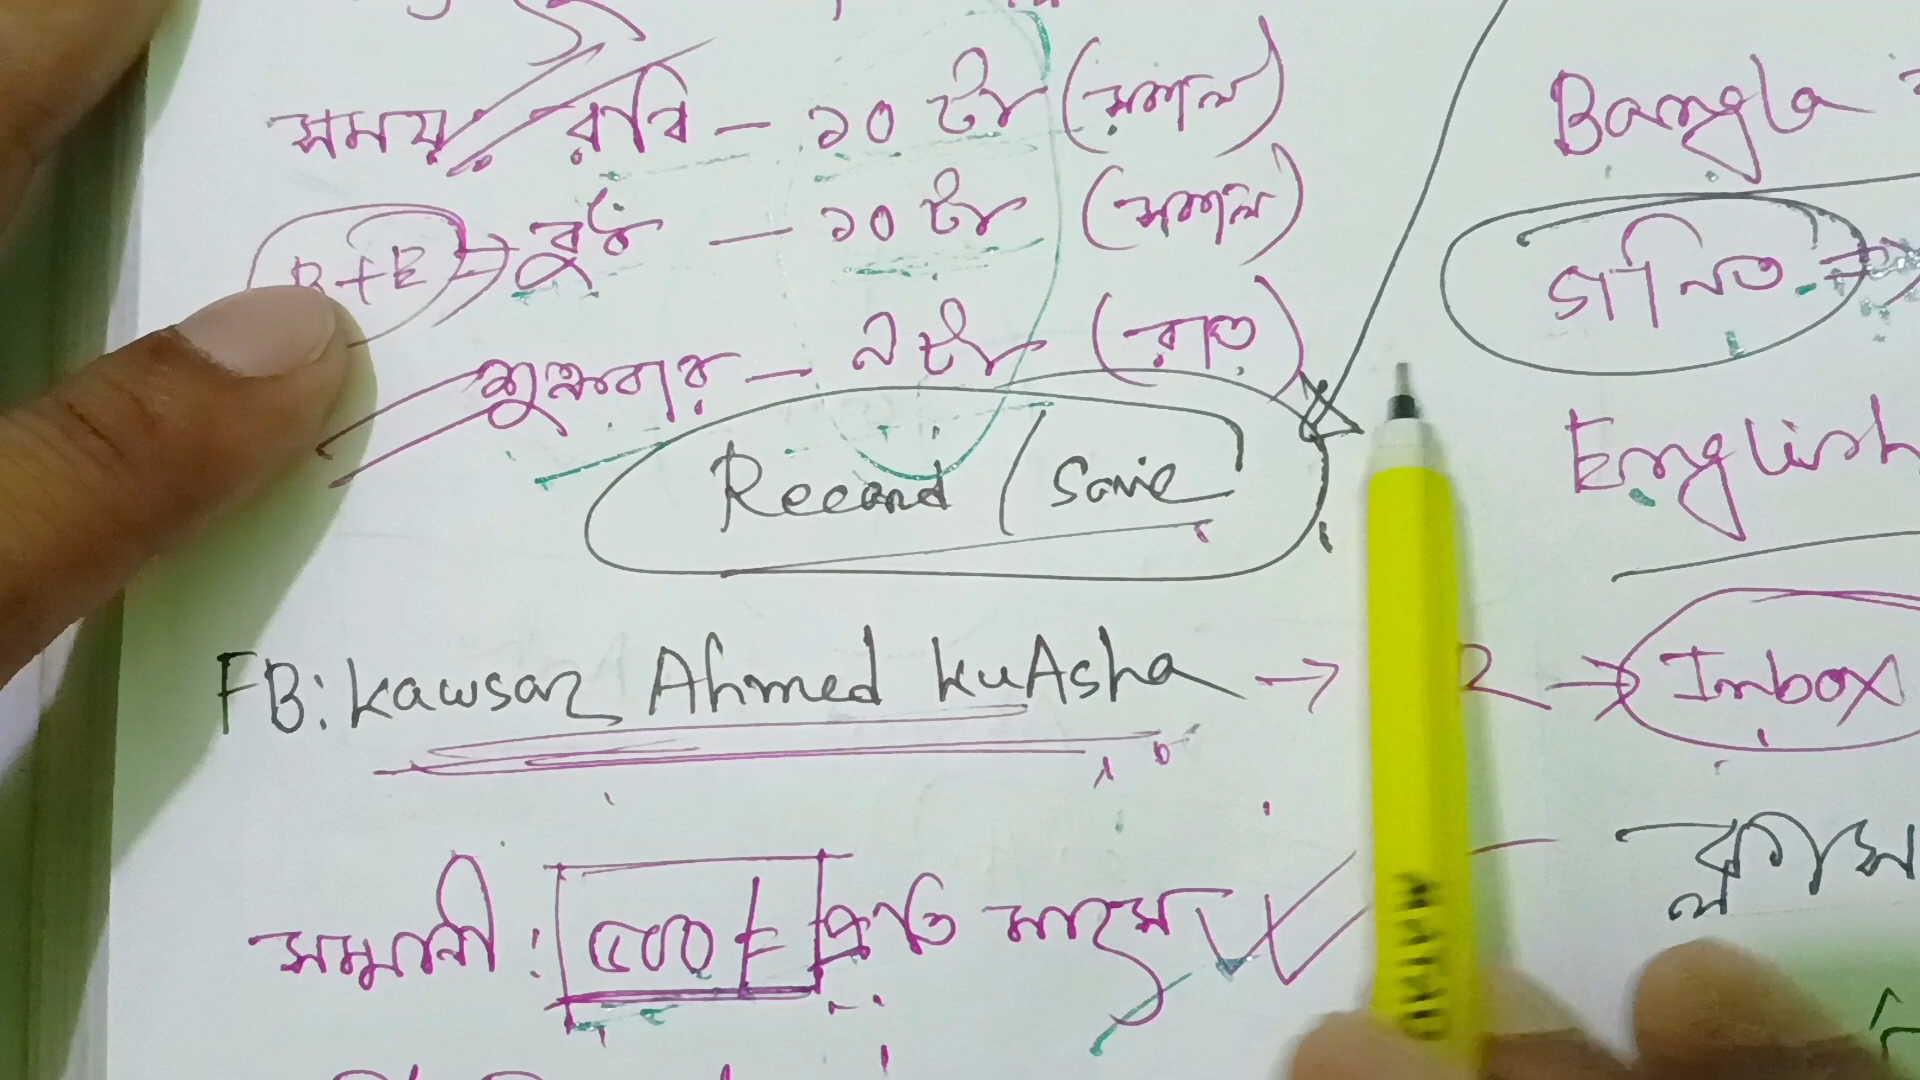 সময় রবি - ১০ টা (সকাল)
B+E → বুধ - ১০ টা (সকাল)
শুক্রবার - ৯ টা (রাত)
Record / Save
FB: Kawsar Ahmed KuAsha →
সম্মানী: ৫০০/= প্রতি মাসে
Bangla
গনিত →
English
→ Inbox
ক্লাস